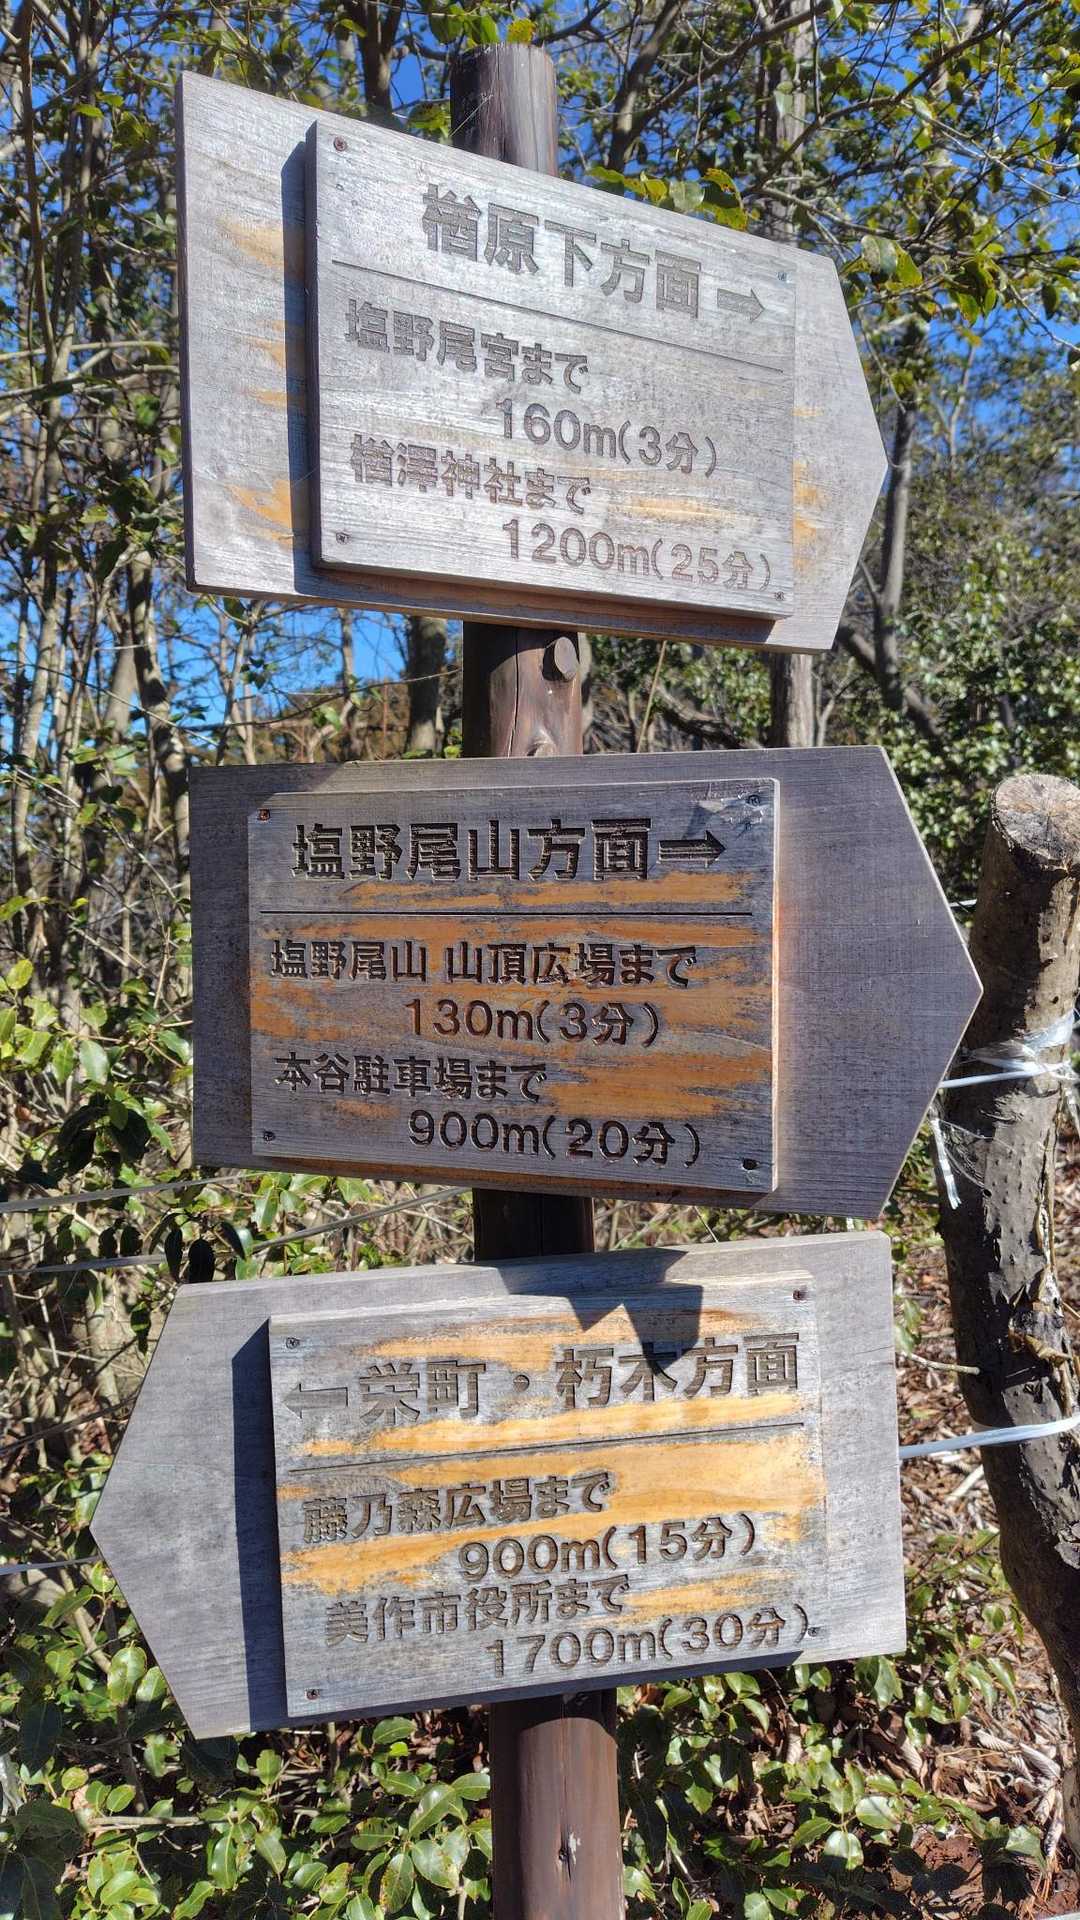 楢原下方面→
塩野尾宮まで
160m(3分)
楢澤神社まで
1200m(25分)
塩野尾山方面→
塩野尾山 山頂広場まで
130m(3分)
本谷駐車場まで
900m(20分)
←栄町・朽木方面
藤乃森広場まで
900m(15分)
美作市役所まで
1700m(30分)